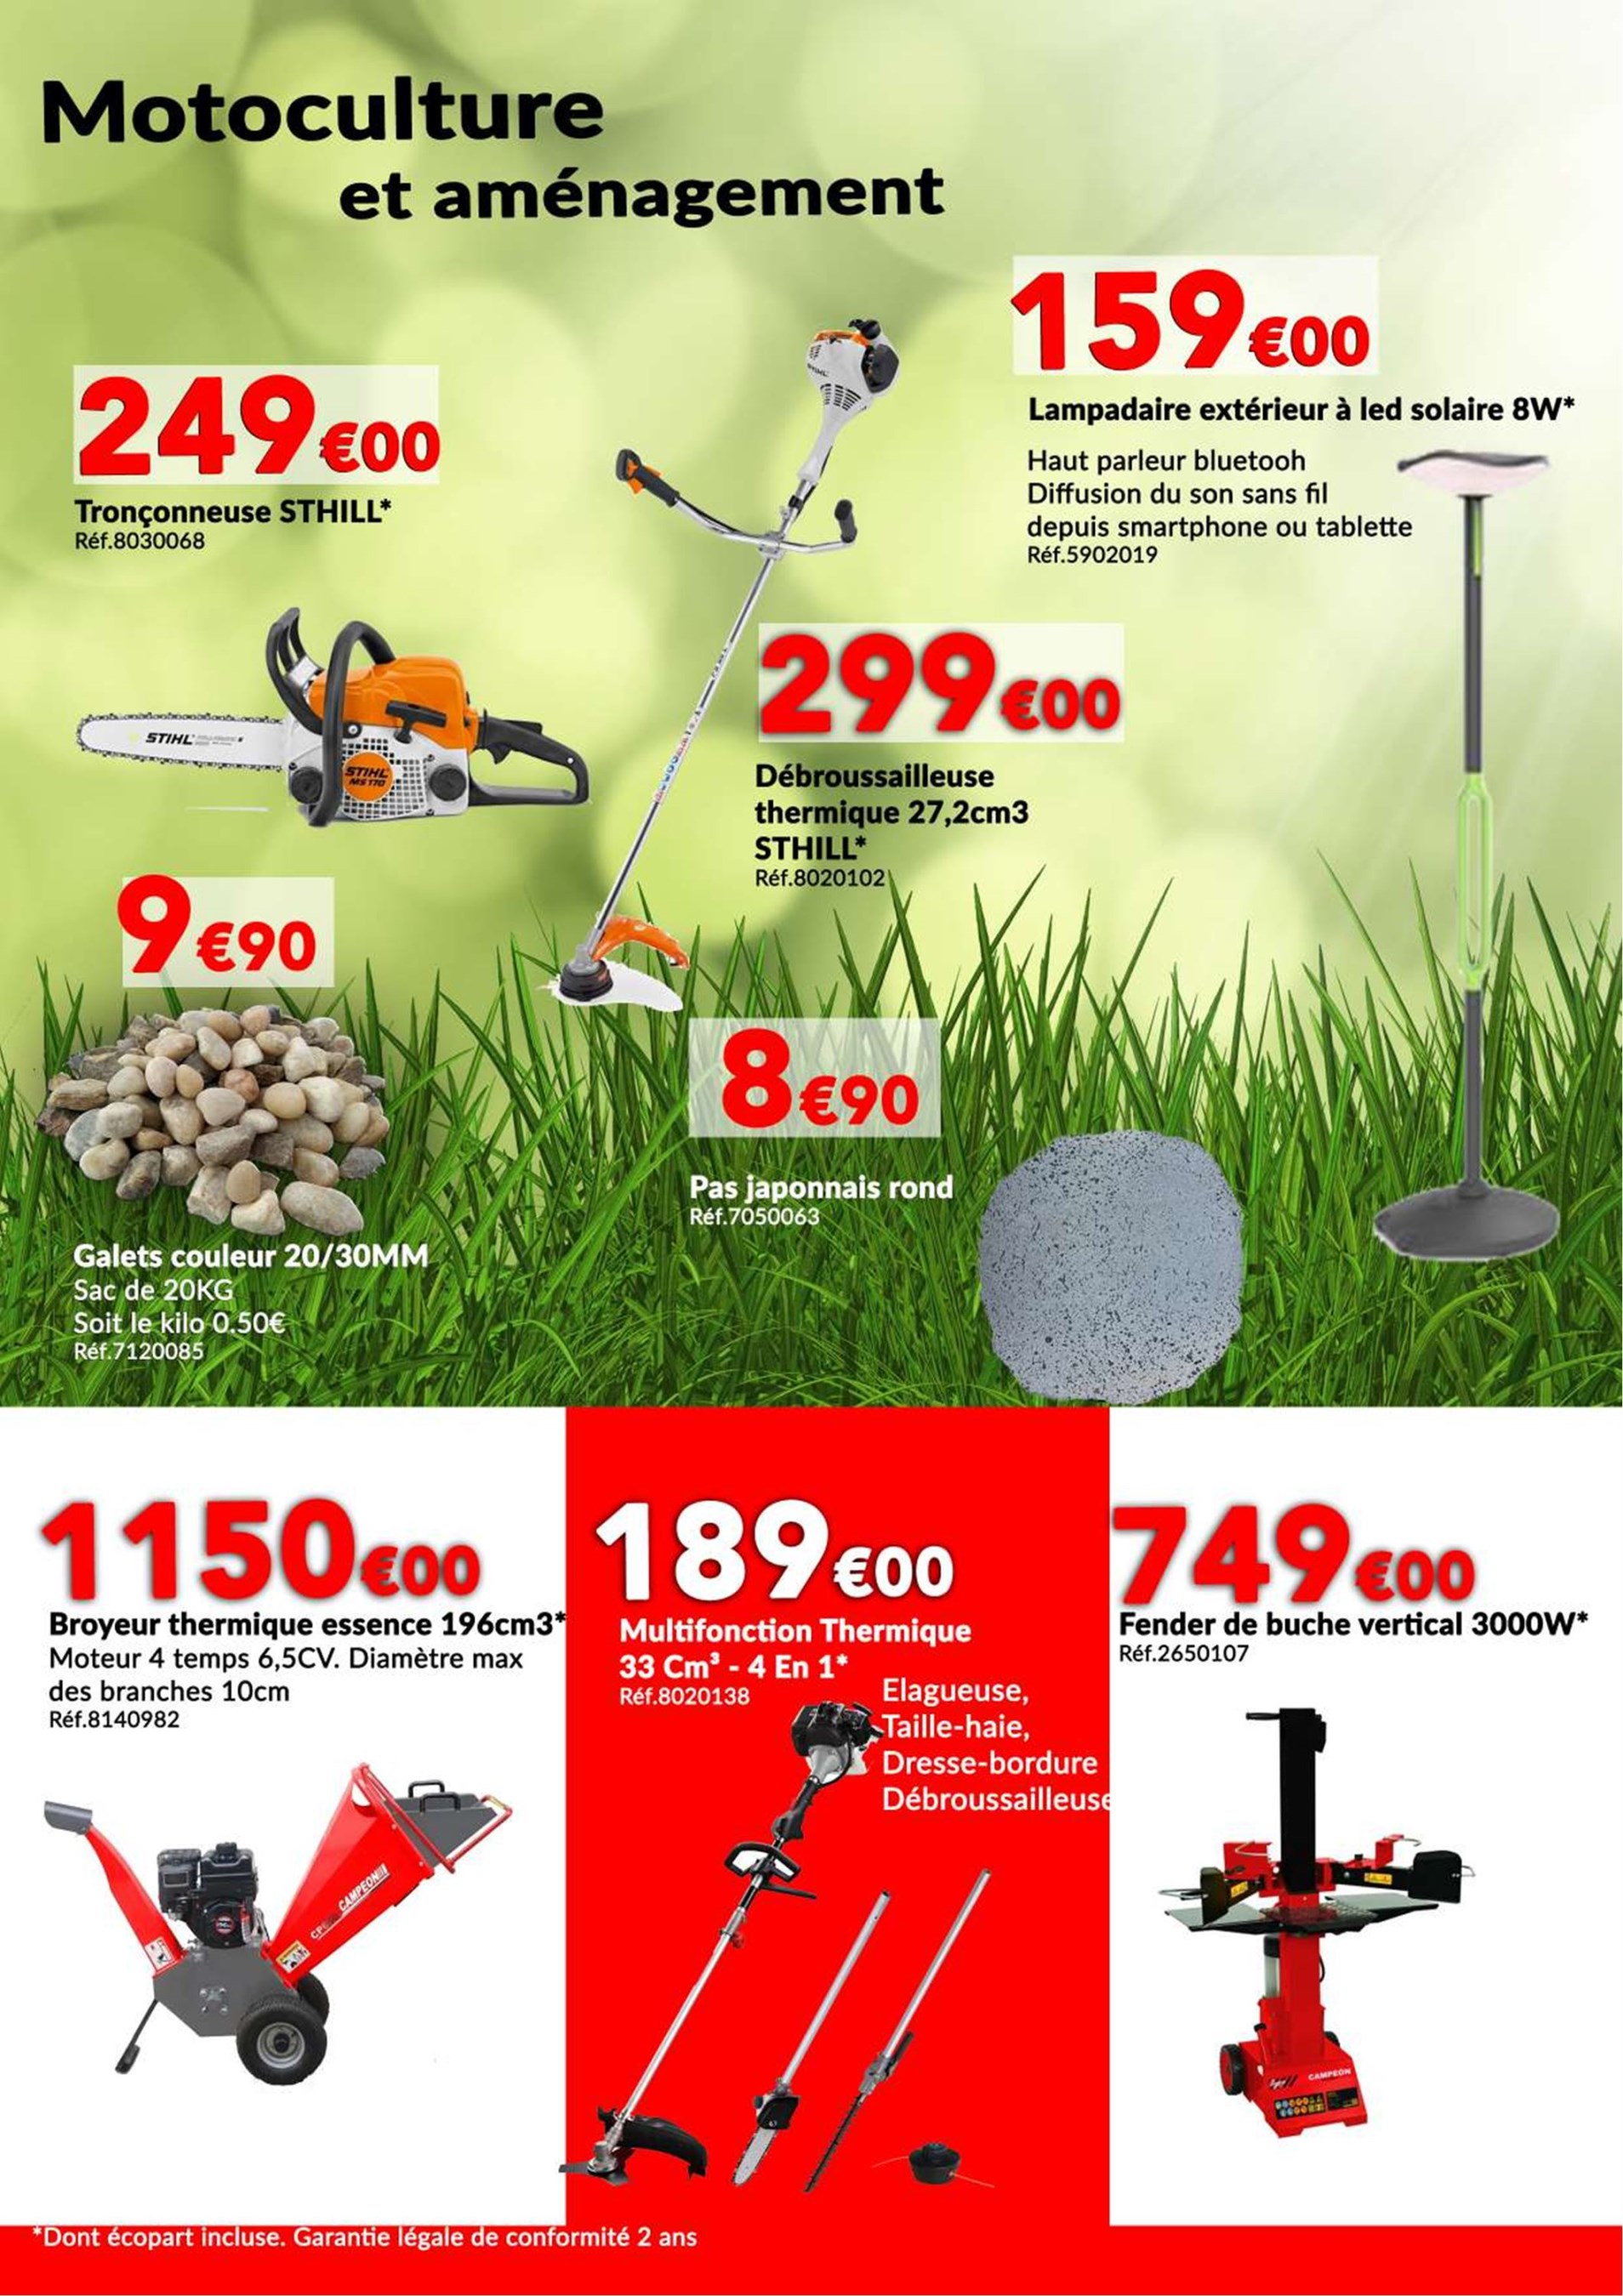 Motoculture
et aménagement
159€00
Lampadaire extérieur à led solaire 8W*
Haut parleur bluetooh
Diffusion du son sans fil
depuis smartphone ou tablette
Réf.5902019
249€00
Tronçonneuse STHILL*
Réf.8030068
STIHL
STIHL
STIHL
MS 170
299€00
Débroussailleuse
thermique 27,2cm3
STHILL*
Réf.8020102
9€90
Galets couleur 20/30MM
Sac de 20KG
Soit le kilo 0.50€
Réf.7120085
8€90
Pas japonnais rond
Réf.7050063
1150€00
Broyeur thermique essence 196cm3*
Moteur 4 temps 6,5CV. Diamètre max
des branches 10cm
Réf.8140982
CAMPEON
189€00
Multifonction Thermique
33 Cm³ - 4 En 1*
Réf.8020138
Elagueuse,
Taille-haie,
Dresse-bordure
Débroussailleuse
749€00
Fender de buche vertical 3000W*
Réf.2650107
CAMPEÓN
*Dont écopart incluse. Garantie légale de conformité 2 ans